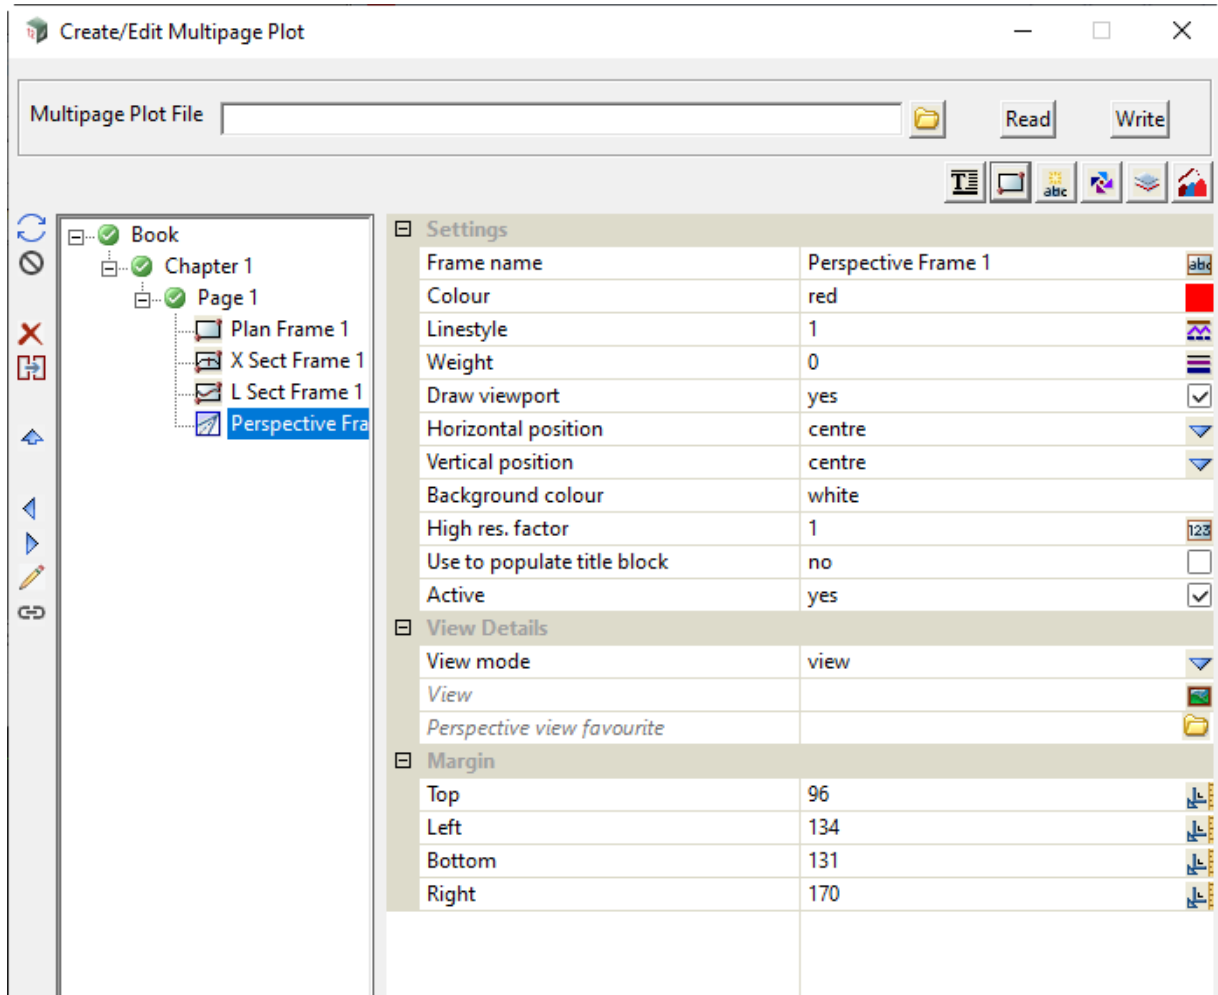 Create/Edit Multipage Plot
Multipage Plot File
Read
Write
T
abc
Book
Chapter 1
Page 1
Plan Frame 1
X Sect Frame 1
L Sect Frame 1
Perspective Fra
Settings
Frame name Perspective Frame 1 abc
Colour red
Linestyle 1
Weight 0
Draw viewport yes
Horizontal position centre
Vertical position centre
Background colour white
High res. factor 1 123
Use to populate title block no
Active yes
View Details
View mode view
View
Perspective view favourite
Margin
Top 96
Left 134
Bottom 131
Right 170